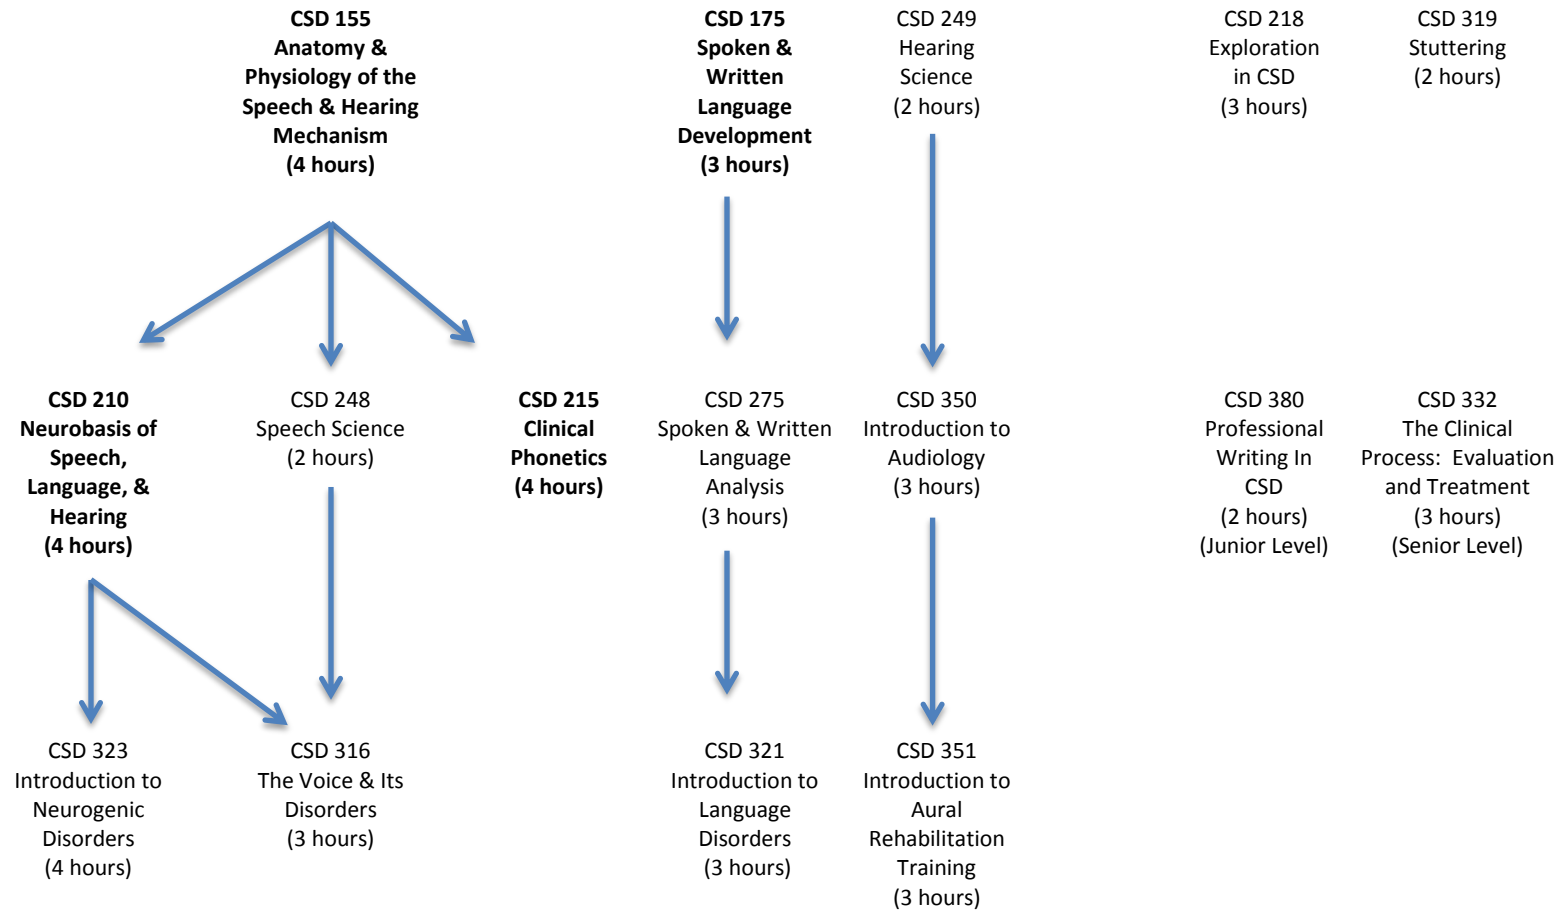 CSD 155
Anatomy &
Physiology of the
Speech & Hearing
Mechanism
(4 hours)
CSD 175
Spoken &
Written
Language
Development
(3 hours)
CSD 249
Hearing
Science
(2 hours)
CSD 218
Exploration
in CSD
(3 hours)
CSD 319
Stuttering
(2 hours)
CSD 210
Neurobasis of
Speech,
Language, &
Hearing
(4 hours)
CSD 248
Speech Science
(2 hours)
CSD 215
Clinical
Phonetics
(4 hours)
CSD 275
Spoken & Written
Language
Analysis
(3 hours)
CSD 350
Introduction to
Audiology
(3 hours)
CSD 380
Professional
Writing In
CSD
(2 hours)
(Junior Level)
CSD 332
The Clinical
Process:  Evaluation
and Treatment
(3 hours)
(Senior Level)
CSD 323
Introduction to
Neurogenic
Disorders
(4 hours)
CSD 316
The Voice & Its
Disorders
(3 hours)
CSD 321
Introduction to
Language
Disorders
(3 hours)
CSD 351
Introduction to
Aural
Rehabilitation
Training
(3 hours)